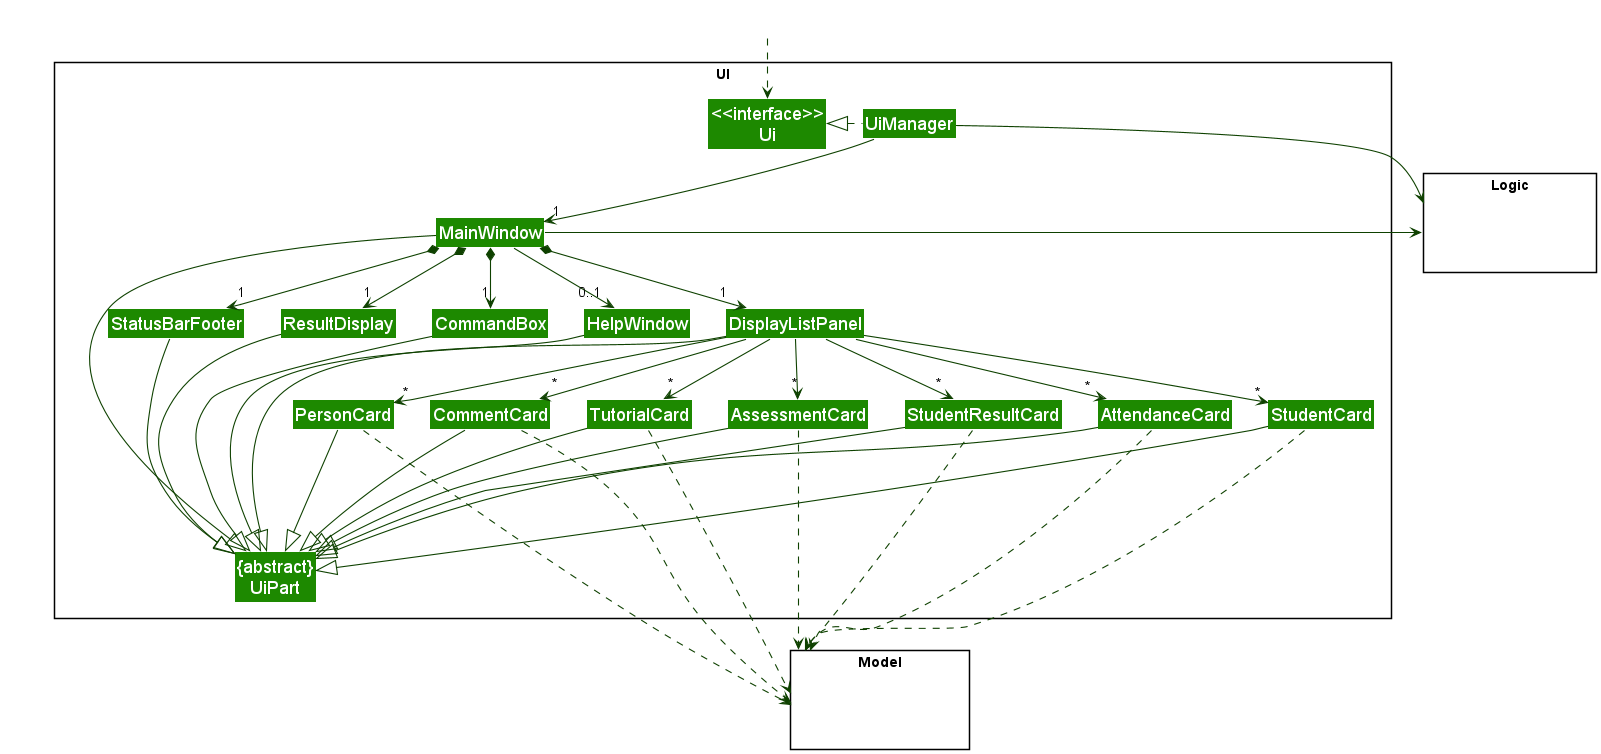 UI
<<interface>>
Ui
UiManager
Logic
1
MainWindow
1
1
1
0..1
1
StatusBarFooter
ResultDisplay
CommandBox
HelpWindow
DisplayListPanel
*
*
*
*
*
*
*
PersonCard
CommentCard
TutorialCard
AssessmentCard
StudentResultCard
AttendanceCard
StudentCard
{abstract}
UiPart
Model